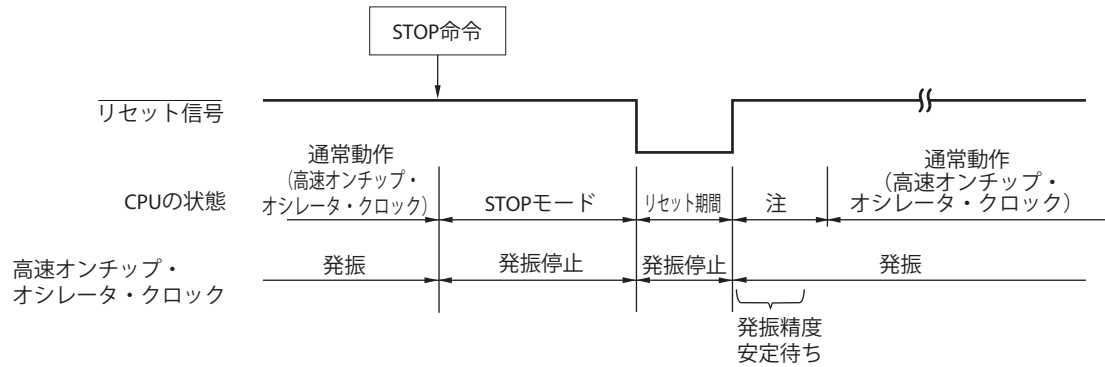 STOP命令
リセット信号
通常動作
(高速オンチップ・
オシレータ・クロック)
通常動作
(高速オンチップ・
オシレータ・クロック)
CPUの状態
STOPモード
リセット期間
注
高速オンチップ・
オシレータ・クロック
発振
発振停止
発振停止
発振
発振精度
安定待ち